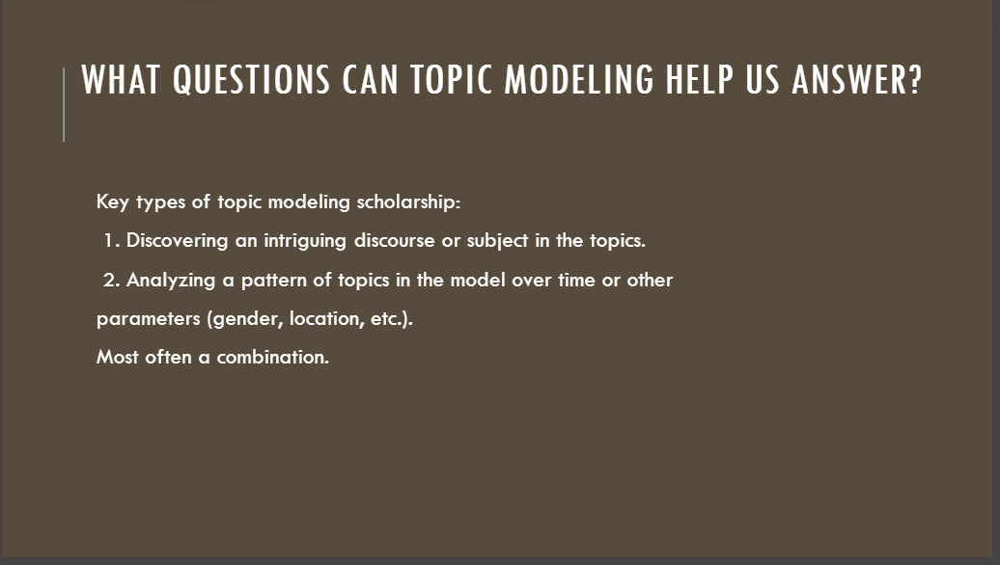 WHAT QUESTIONS CAN TOPIC MODELING HELP US ANSWER?
Key types of topic modeling scholarship:
1. Discovering an intriguing discourse or subject in the topics.
2. Analyzing a pattern of topics in the model over time or other
parameters (gender, location, etc.).
Most often a combination.